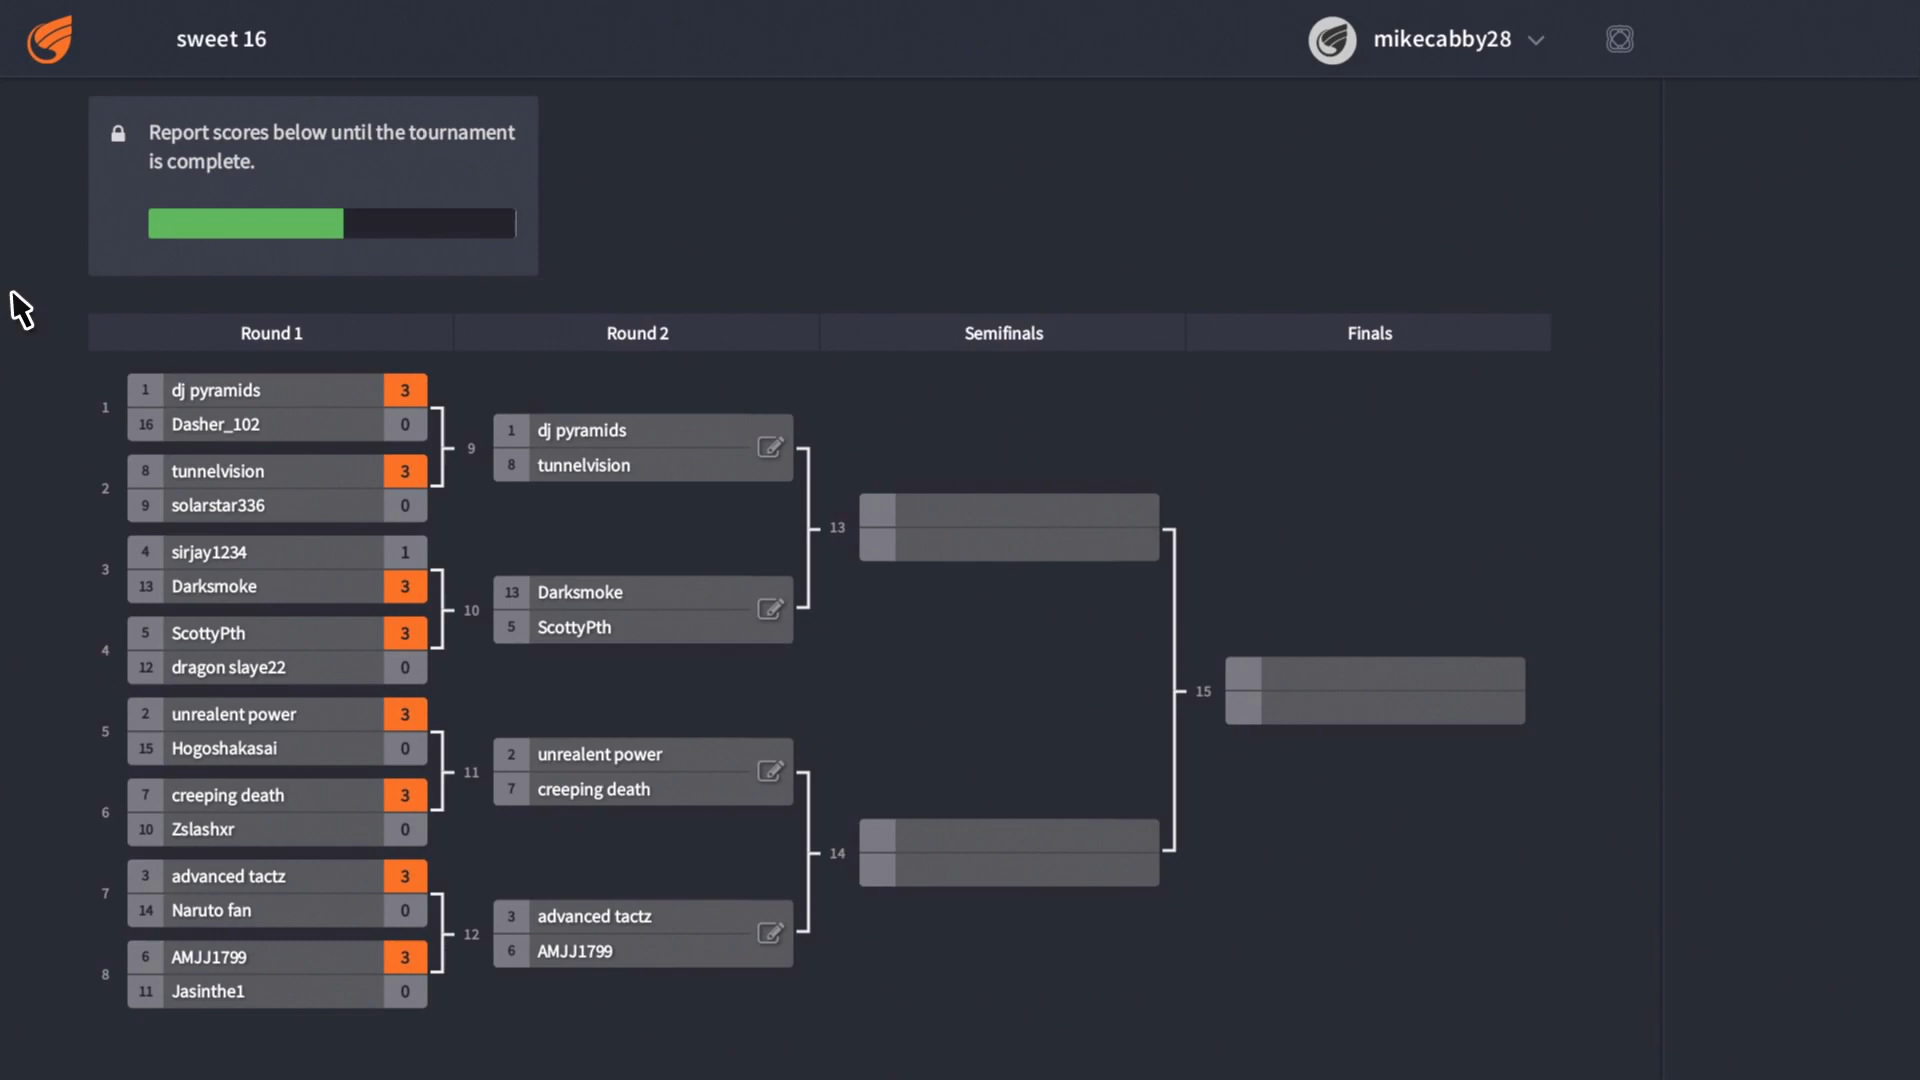 sweet 16
mikecabby28
Report scores below until the tournament
is complete.
Round 1
Round 2
Semifinals
Finals
1
1 dj pyramids 3
16 Dasher_102 0
2
8 tunnelvision 3
9 solarstar336 0
3
4 sirjay1234 1
13 Darksmoke 3
4
5 ScottyPth 3
12 dragon slaye22 0
5
2 unrealent power 3
15 Hogoshakasai 0
6
7 creeping death 3
10 Zslashxr 0
7
3 advanced tactz 3
14 Naruto fan 0
8
6 AMJJ1799 3
11 Jasinthe1 0
9
1 dj pyramids
8 tunnelvision
10
13 Darksmoke
5 ScottyPth
11
2 unrealent power
7 creeping death
12
3 advanced tactz
6 AMJJ1799
13
14
15